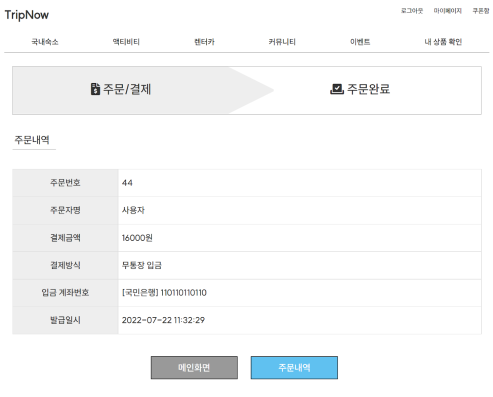 TripNow
로그아웃 마이페이지 쿠폰함
국내숙소 액티비티 렌터카 커뮤니티 이벤트 내 상품 확인
주문/결제 주문완료
주문내역
주문번호 44
주문자명 사용자
결제금액 16000원
결제방식 무통장 입금
입금 계좌번호 [국민은행] 110110110110
발급일시 2022-07-22 11:32:29
메인화면 주문내역